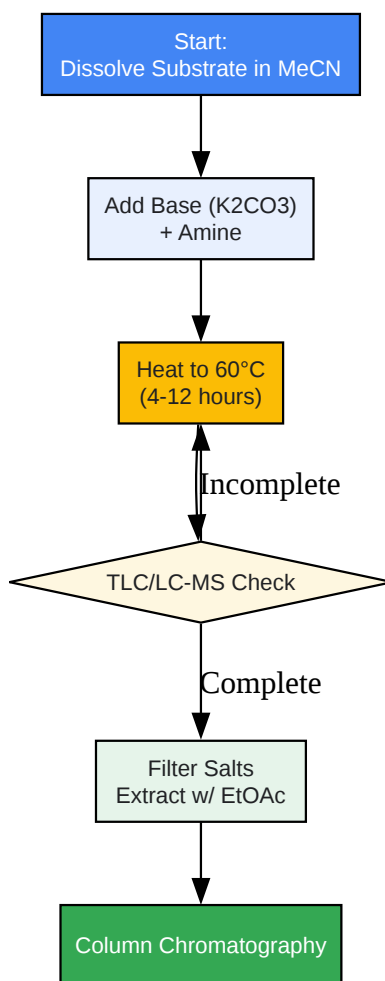 Start:
Dissolve Substrate in MeCN
Add Base (K2CO3)
+ Amine
Heat to 60°C
(4-12 hours)
Incomplete
TLC/LC-MS Check
Complete
Filter Salts
Extract w/ EtOAc
Column Chromatography